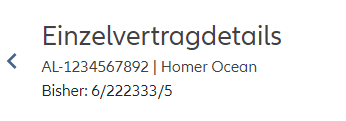 Einzelvertragdetails
AL-1234567892 | Homer Ocean
Bisher: 6/222333/5